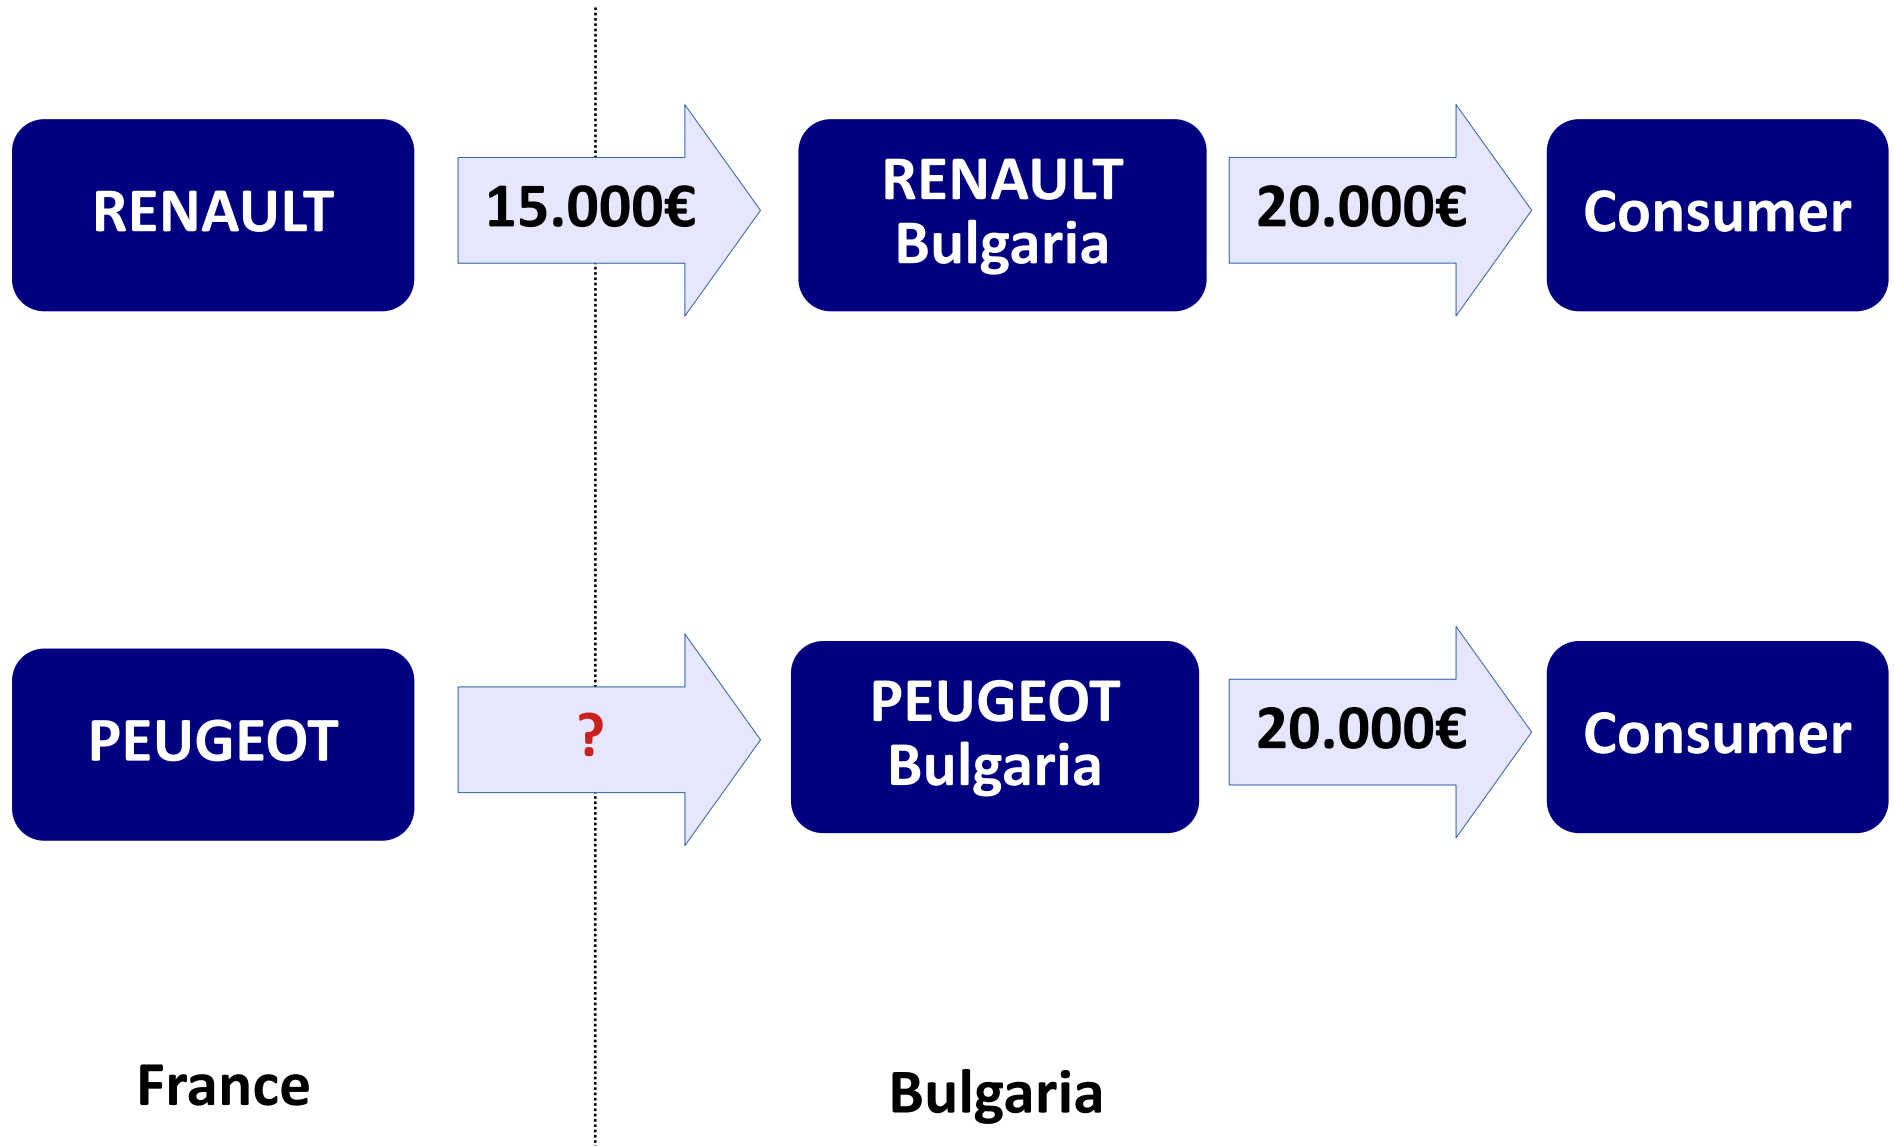 RENAULT
15.000€
RENAULT
Bulgaria
20.000€
Consumer
PEUGEOT
?
PEUGEOT
Bulgaria
20.000€
Consumer
France
Bulgaria